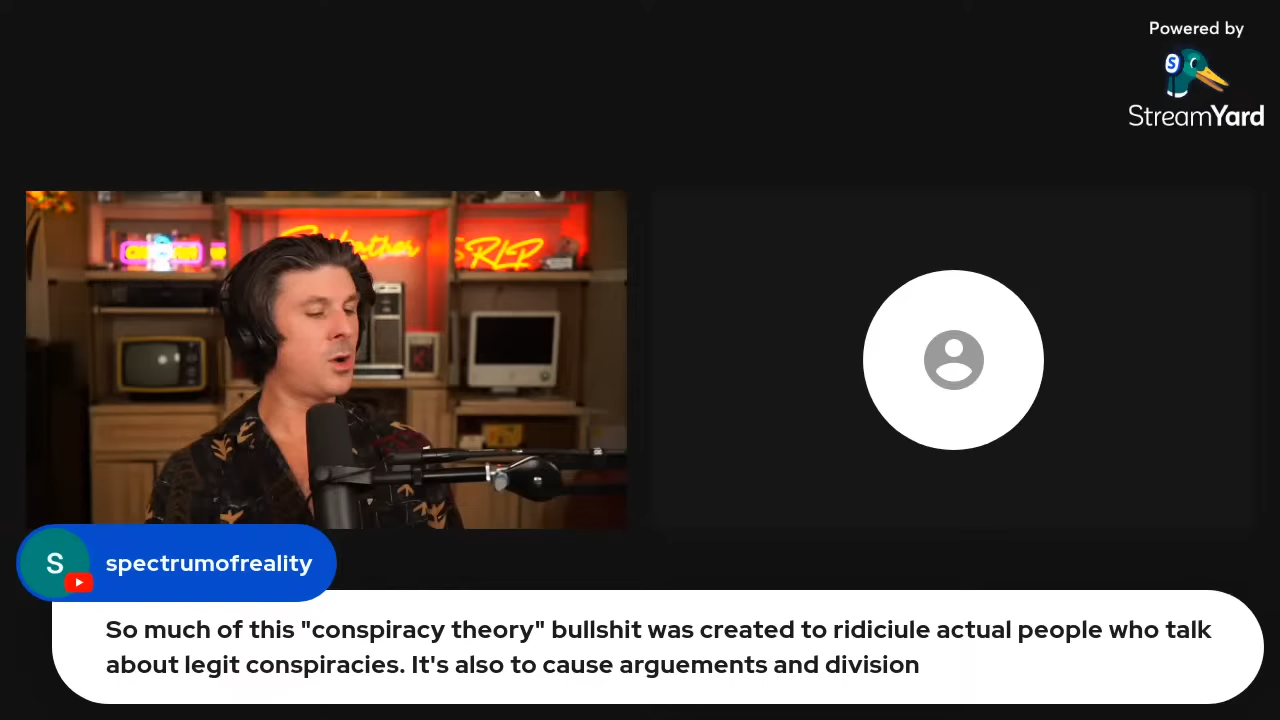 Powered by
S
StreamYard
SRLP
S
spectrumofreality
So much of this "conspiracy theory" bullshit was created to ridiciule actual people who talk
about legit conspiracies. It's also to cause arguements and division